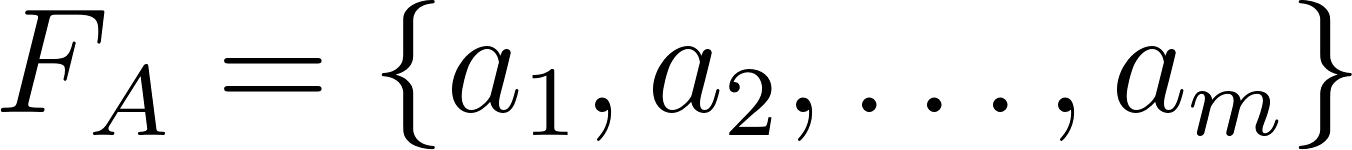 F_A = {a_1, a_2, . . . , a_m}